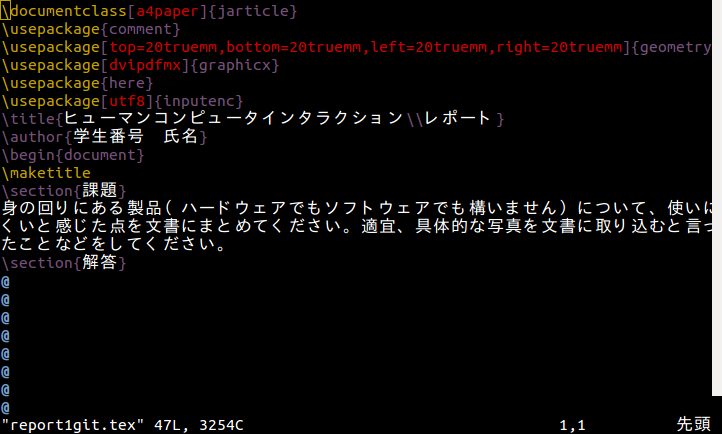 \documentclass[a4paper]{jarticle}
\usepackage{comment}
\usepackage[top=20truemm,bottom=20truemm,left=20truemm,right=20truemm]{geometry
\usepackage[dvipdfmx]{graphicx}
\usepackage{here}
\usepackage[utf8]{inputenc}
\title{ヒューマンコンピュータインタラクション\\レポート}
\author{学生番号　氏名}
\begin{document}
\maketitle
\section{課題}
身の回りにある製品(ハードウェアでもソフトウェアでも構いません)について、使いに
くいと感じた点を文書にまとめてください。適宜、具体的な写真を文書に取り込むと言っ
たことなどをしてください。
\section{解答}
@
@
@
@
@
@
@
@
"report1git.tex" 47L, 3254C 1,1 先頭